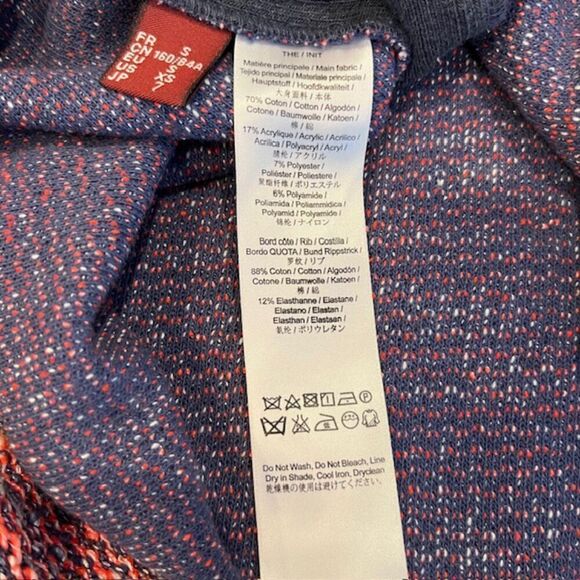 FR S
CN 160/84A
EU S
US XS
JP 7
THE / INIT
Matière principale / Main fabric /
Tejido principal / Materiale principale /
Hauptstoff / Hoofdkwaliteit /
大身面料 / 本体
70% Coton / Cotton / Algodón /
Cotone / Baumwolle / Katoen /
棉 / 綿
17% Acrylique / Acrylic / Acrilico /
Acrilica / Polyacryl / Acryl /
腈纶 / アクリル
7% Polyester /
Poliéster / Poliestere /
聚酯纤维 / ポリエステル
6% Polyamide /
Poliamida / Poliammidica /
Polyamid / Polyamide /
锦纶 / ナイロン
Bord côte / Rib / Costilla /
Bordo QUOTA / Bund Rippstrick /
罗纹 / リブ
88% Coton / Cotton / Algodón /
Cotone / Baumwolle / Katoen /
棉 / 綿
12% Elasthanne / Elastane /
Elastano / Elastan /
Elasthan / Elastaan /
氨纶 / ポリウレタン
Do Not Wash, Do Not Bleach, Line
Dry in Shade, Cool Iron, Dryclean
乾燥機の使用は避けてください。